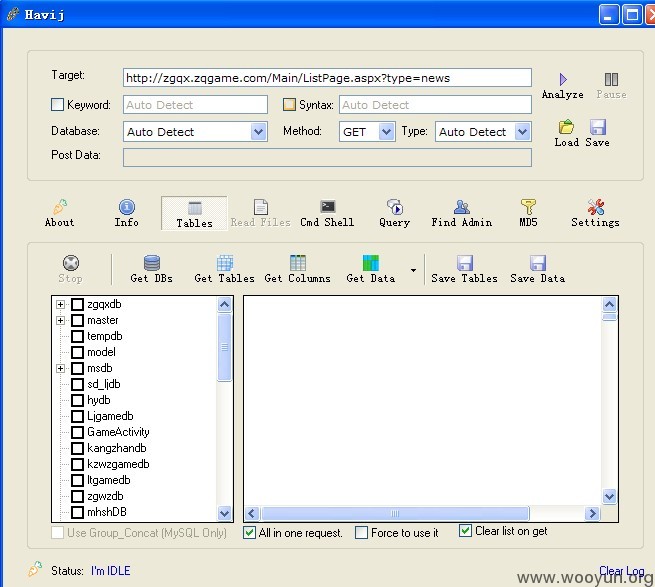 Havij
Target: http://zgqx.zqgame.com/Main/ListPage.aspx?type=news
Analyze Pause
Keyword: Auto Detect Syntax: Auto Detect
Database: Auto Detect Method: GET Type: Auto Detect
Load Save
Post Data:
About Info Tables Read Files Cmd Shell Query Find Admin MD5 Settings
Stop Get DBs Get Tables Get Columns Get Data Save Tables Save Data
zgqxdb
master
tempdb
model
msdb
sd_ljdb
hydb
Ljgamedb
GameActivity
kangzhandb
kzwzgamedb
ltgamedb
zgwzdb
mhshDB
Use Group_Concat (MySQL Only) All in one request. Force to use it Clear list on get
Status: I'm IDLE Clear Log
www.wooyun.org